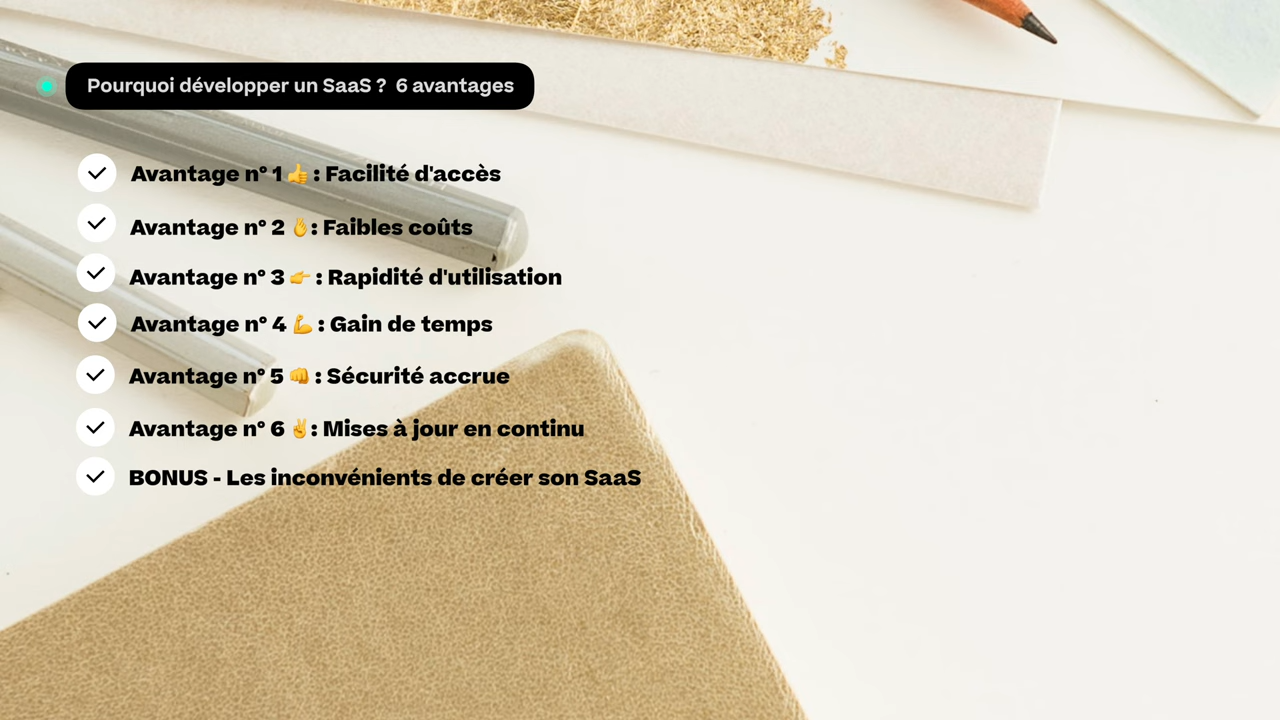 Pourquoi développer un SaaS ? 6 avantages
Avantage n° 1 👍 : Facilité d'accès
Avantage n° 2 🫰 : Faibles coûts
Avantage n° 3 👉 : Rapidité d'utilisation
Avantage n° 4 💪 : Gain de temps
Avantage n° 5 👊 : Sécurité accrue
Avantage n° 6 ✌️ : Mises à jour en continu
BONUS - Les inconvénients de créer son SaaS